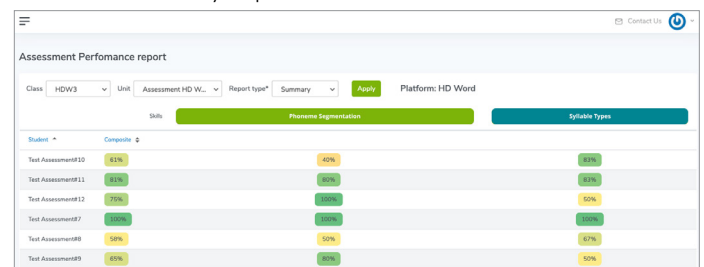 Contact Us
Assessment Perfomance report
Class HDW3 Unit Assessment HD W... Report type* Summary Apply Platform: HD Word
Skills Phoneme Segmentation Syllable Types
Student Composite
Test Assessment#10 61% 40% 83%
Test Assessment#11 81% 80% 83%
Test Assessment#12 75% 100% 50%
Test Assessment#7 100% 100% 100%
Test Assessment#8 58% 50% 67%
Test Assessment#9 65% 80% 50%